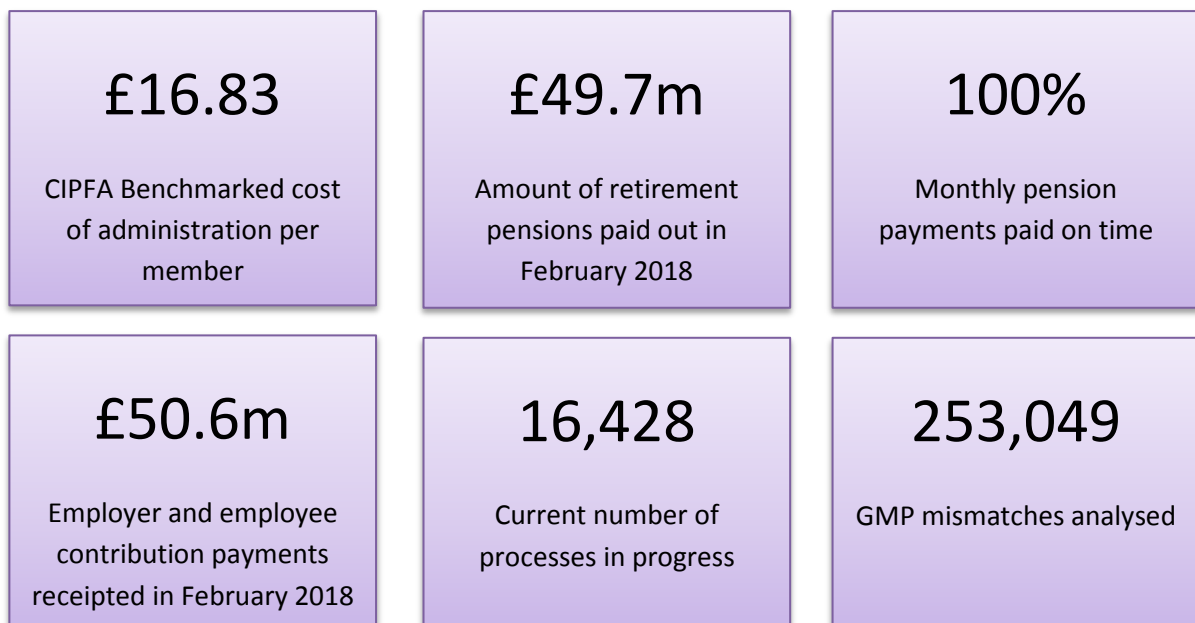 £16.83
CIPFA Benchmarked cost
of administration per
member
£49.7m
Amount of retirement
pensions paid out in
February 2018
100%
Monthly pension
payments paid on time
£50.6m
Employer and employee
contribution payments
receipted in February 2018
16,428
Current number of
processes in progress
253,049
GMP mismatches analysed